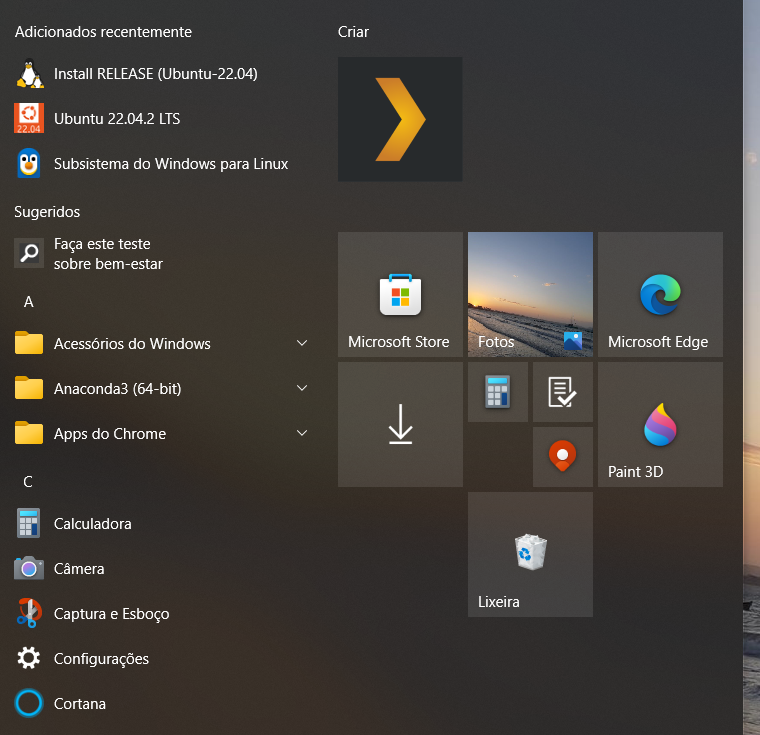 Adicionados recentemente
Install RELEASE (Ubuntu-22.04)
22.04
Ubuntu 22.04.2 LTS
Subsistema do Windows para Linux
Sugeridos
Faça este teste
sobre bem-estar
A
Acessórios do Windows
Anaconda3 (64-bit)
Apps do Chrome
C
Calculadora
Câmera
Captura e Esboço
Configurações
Cortana
Criar
Microsoft Store
Fotos
Microsoft Edge
Paint 3D
Lixeira